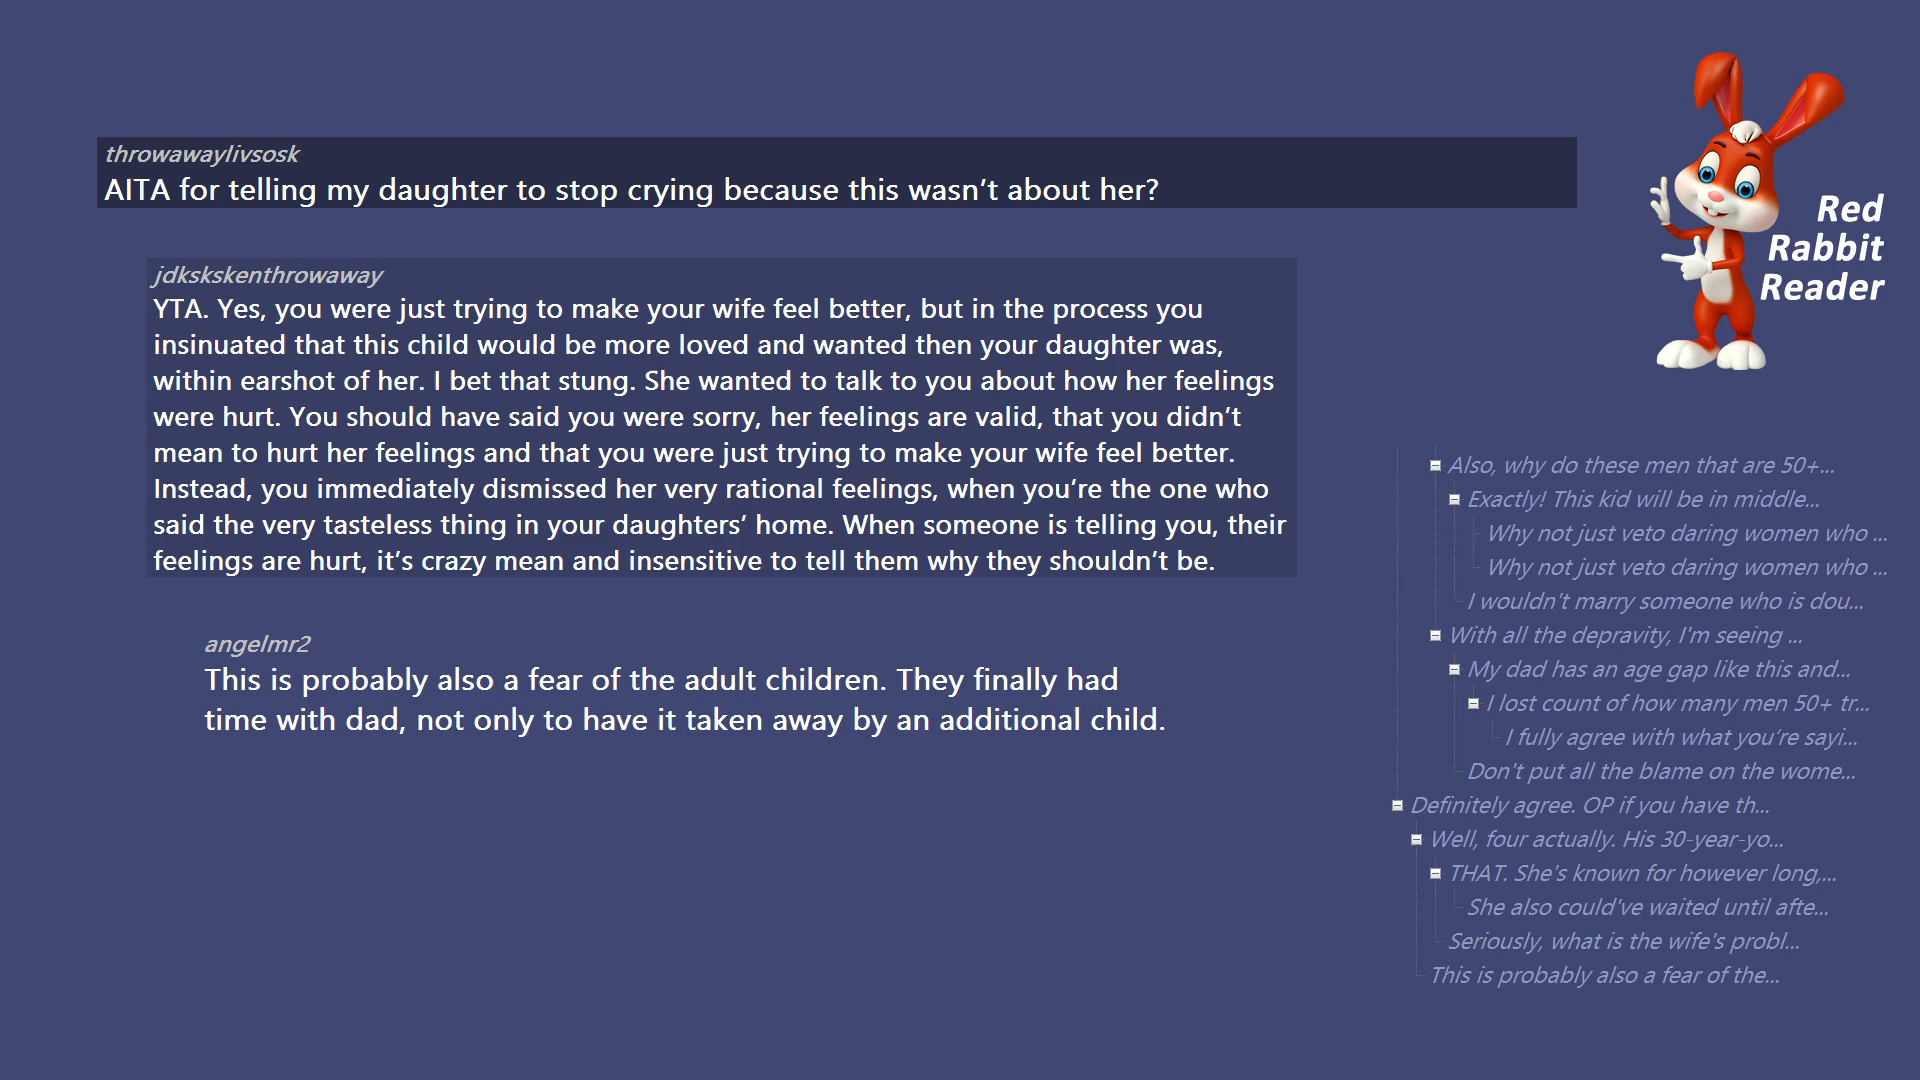 throwawaylivsosk
AITA for telling my daughter to stop crying because this wasn’t about her?
jdkskskenthrowaway
YTA. Yes, you were just trying to make your wife feel better, but in the process you
insinuated that this child would be more loved and wanted then your daughter was,
within earshot of her. I bet that stung. She wanted to talk to you about how her feelings
were hurt. You should have said you were sorry, her feelings are valid, that you didn’t
mean to hurt her feelings and that you were just trying to make your wife feel better.
Instead, you immediately dismissed her very rational feelings, when you’re the one who
said the very tasteless thing in your daughters’ home. When someone is telling you, their
feelings are hurt, it’s crazy mean and insensitive to tell them why they shouldn’t be.
angelmr2
This is probably also a fear of the adult children. They finally had
time with dad, not only to have it taken away by an additional child.
Red
Rabbit
Reader
Also, why do these men that are 50+...
Exactly! This kid will be in middle...
Why not just veto daring women who ...
Why not just veto daring women who ...
I wouldn't marry someone who is dou...
With all the depravity, I'm seeing ...
My dad has an age gap like this and...
I lost count of how many men 50+ tr...
I fully agree with what you’re sayi...
Don't put all the blame on the wome...
Definitely agree. OP if you have th...
Well, four actually. His 30-year-yo...
THAT. She's known for however long,...
She also could've waited until afte...
Seriously, what is the wife's probl...
This is probably also a fear of the...